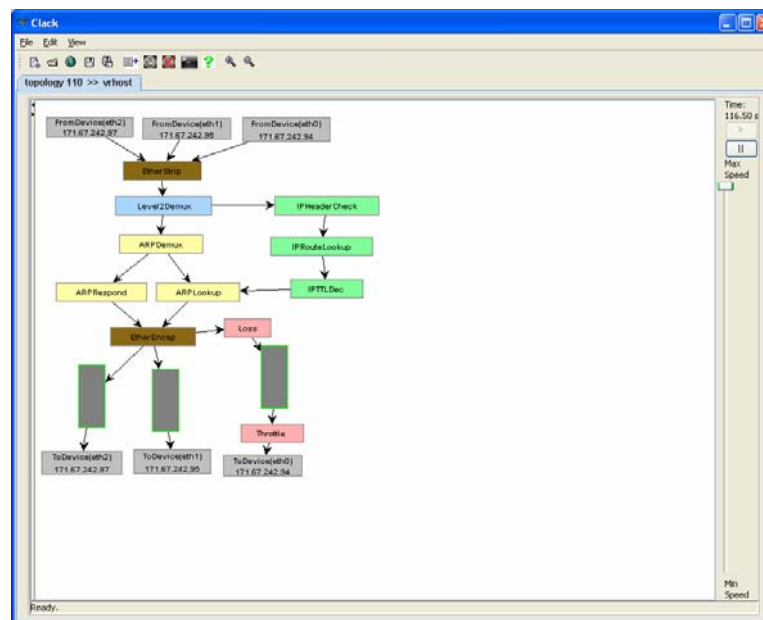 Clack
File Edit View
topology 110 >> vrhost
Time:
116.50 s
Max
Speed
FromDevice(eth2)
171.67.242.97
FromDevice(eth1)
171.67.242.95
FromDevice(eth0)
171.67.242.94
EtherStrip
Level2Demux
IPHeaderCheck
ARPDemux
IPRouteLookup
ARPRespond
ARPLookup
IPTTLDec
EtherEncap
Loss
Throttle
ToDevice(eth2)
171.67.242.97
ToDevice(eth1)
171.67.242.95
ToDevice(eth0)
171.67.242.94
Min
Speed
Ready.